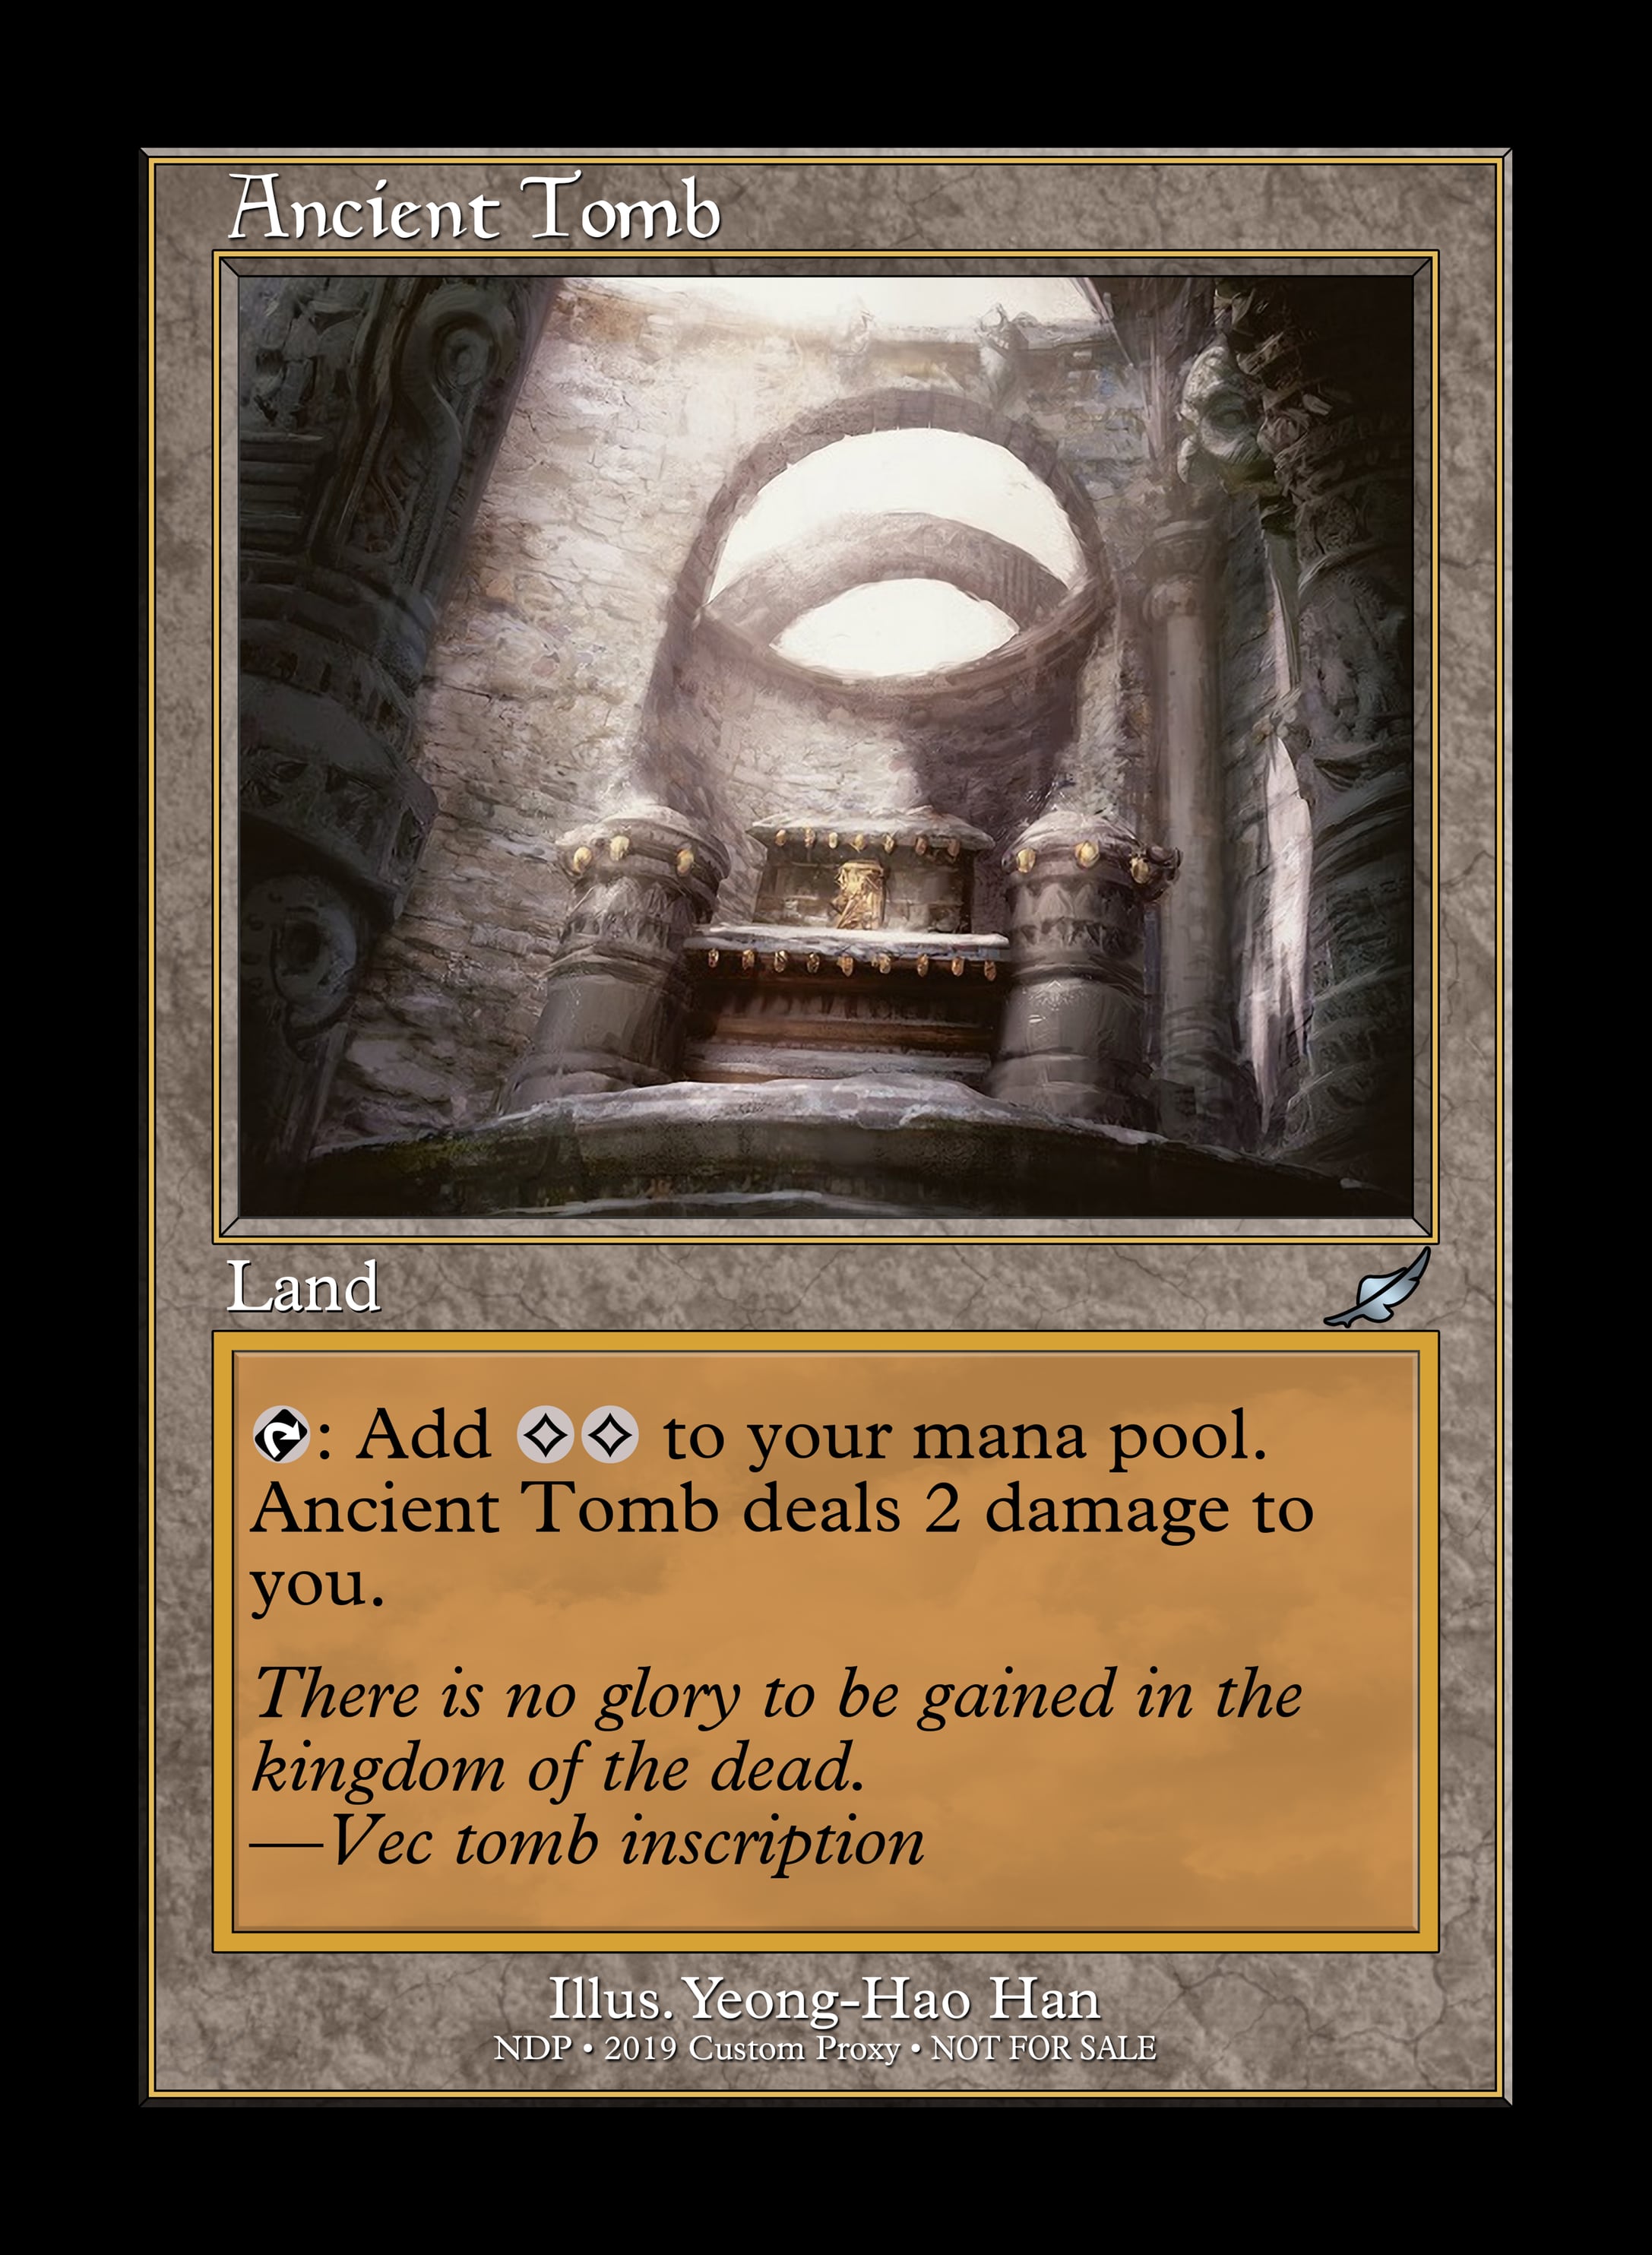 Ancient Tomb
Land
: Add to your mana pool.
Ancient Tomb deals 2 damage to
you.
There is no glory to be gained in the
kingdom of the dead.
—Vec tomb inscription
Illus. Yeong-Hao Han
NDP • 2019 Custom Proxy • NOT FOR SALE